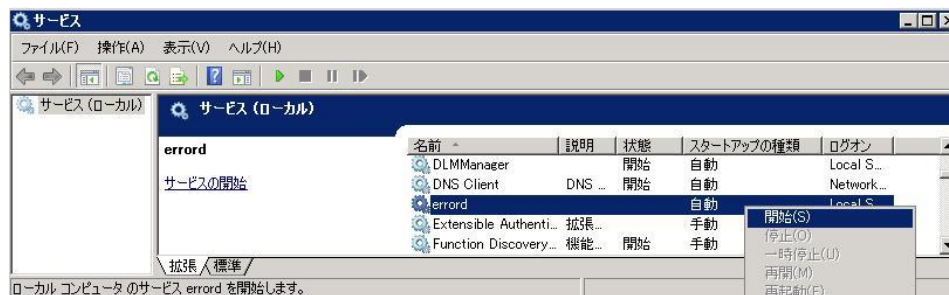 サービス
ファイル(F) 操作(A) 表示(V) ヘルプ(H)
サービス (ローカル)
サービス (ローカル)
errord
サービスの開始
名前 説明 状態 スタートアップの種類 ログオン
DLMManager 開始 自動 Local S...
DNS Client DNS ... 開始 自動 Network...
errord 自動 Local S...
Extensible Authenti... 拡張... 手動
Function Discovery... 機能... 開始 手動
開始(S)
停止(O)
一時停止(U)
再開(M)
再起動(E)
拡張 標準
ローカル コンピュータ のサービス errord を開始します。